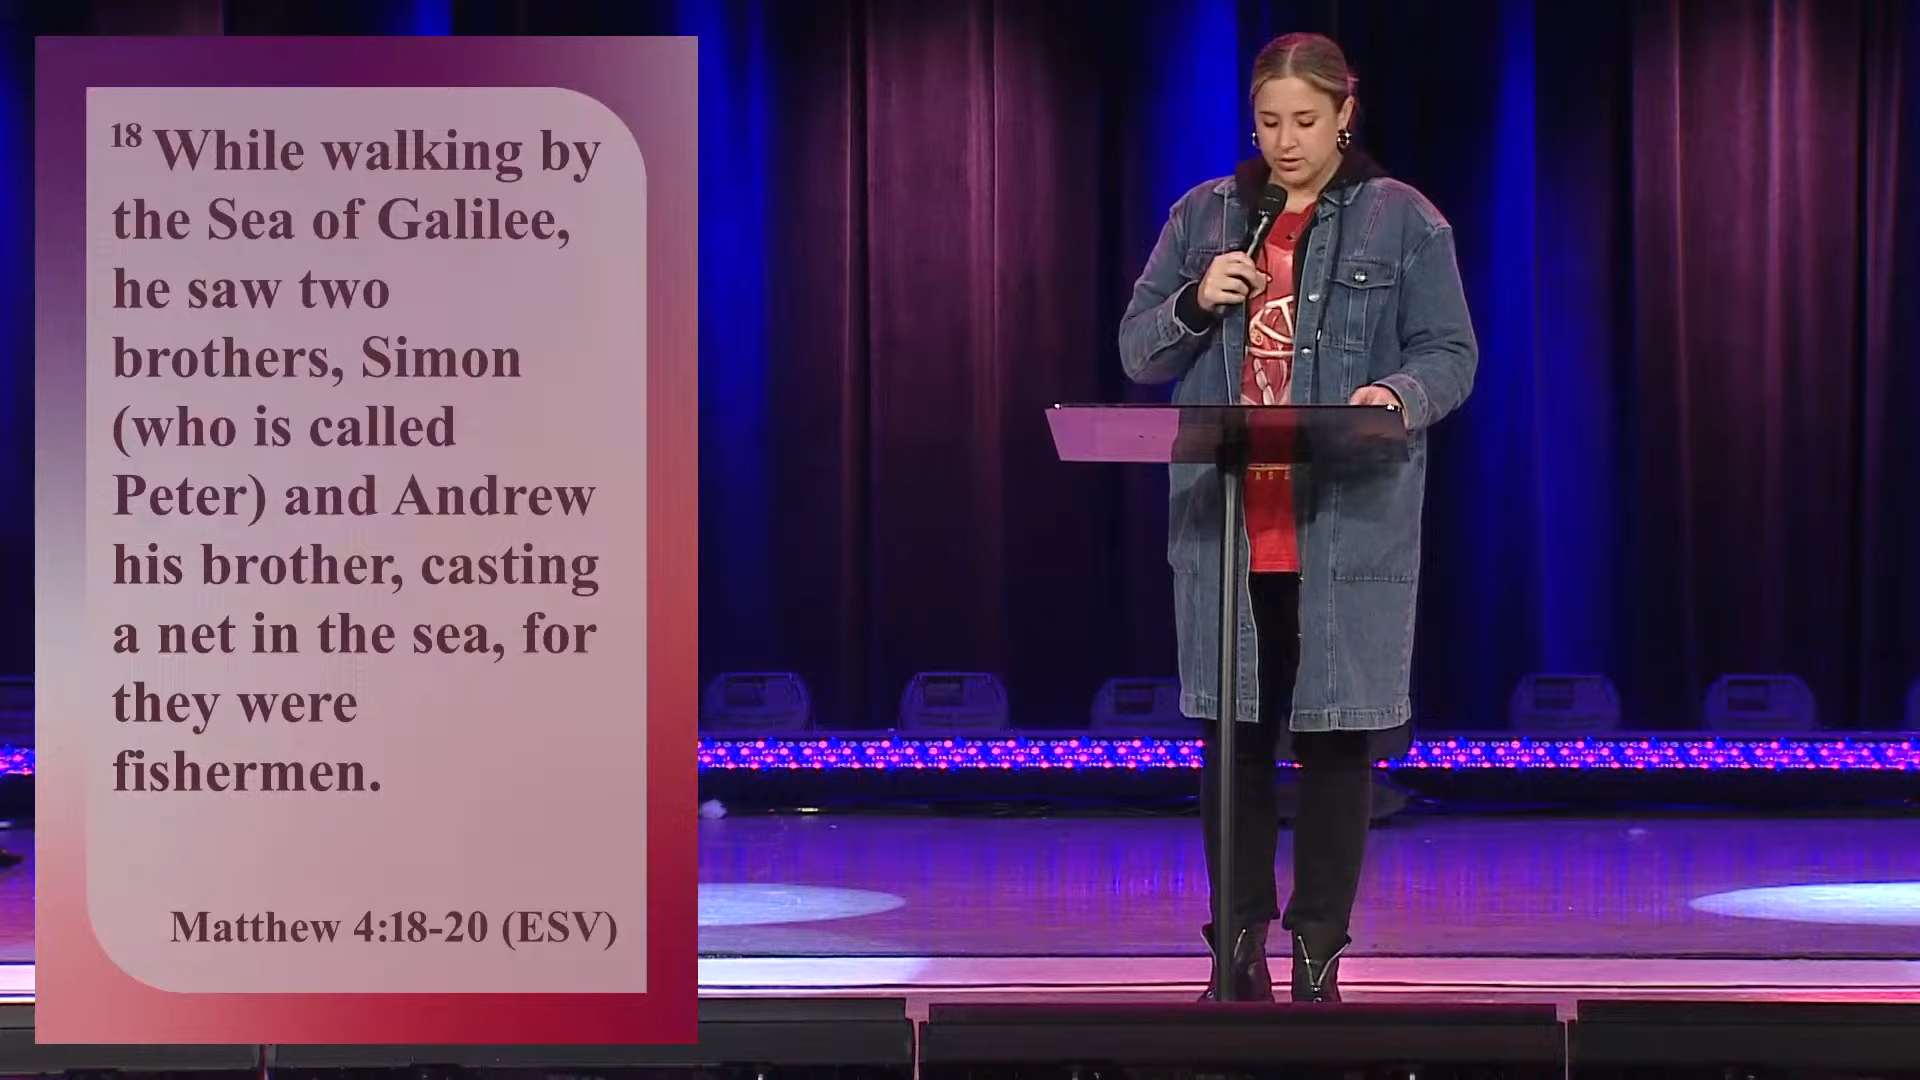 18 While walking by
the Sea of Galilee,
he saw two
brothers, Simon
(who is called
Peter) and Andrew
his brother, casting
a net in the sea, for
they were
fishermen.
Matthew 4:18-20 (ESV)